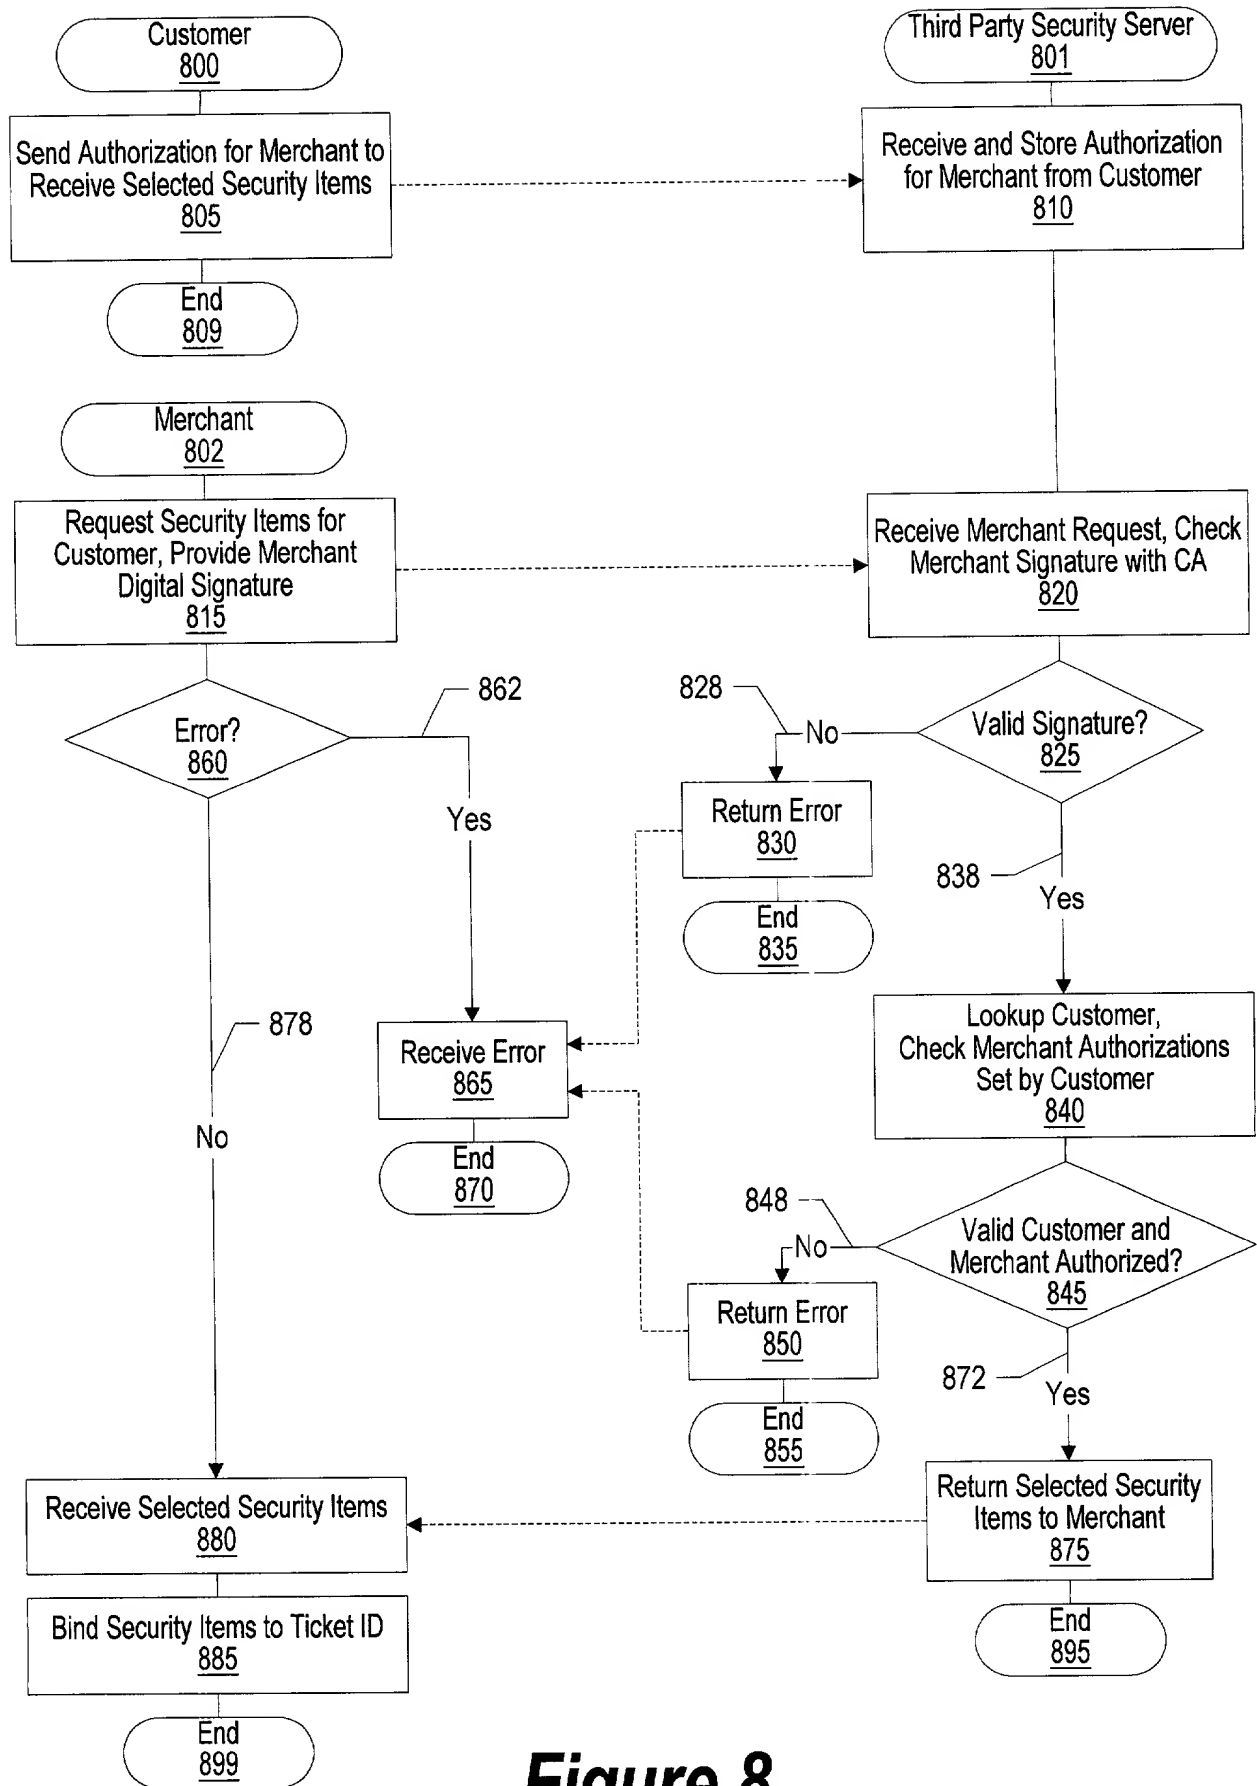 Customer
800
Third Party Security Server
801
Send Authorization for Merchant to
Receive Selected Security Items
805
Receive and Store Authorization
for Merchant from Customer
810
End
809
Merchant
802
Request Security Items for
Customer, Provide Merchant
Digital Signature
815
Receive Merchant Request, Check
Merchant Signature with CA
820
Error?
860
862
Yes
828
No
Valid Signature?
825
Return Error
830
End
835
838
Yes
878
No
Receive Error
865
End
870
Lookup Customer,
Check Merchant Authorizations
Set by Customer
840
848
No
Valid Customer and
Merchant Authorized?
845
Return Error
850
End
855
872
Yes
Receive Selected Security Items
880
Return Selected Security
Items to Merchant
875
Bind Security Items to Ticket ID
885
End
895
End
899
Figure 8